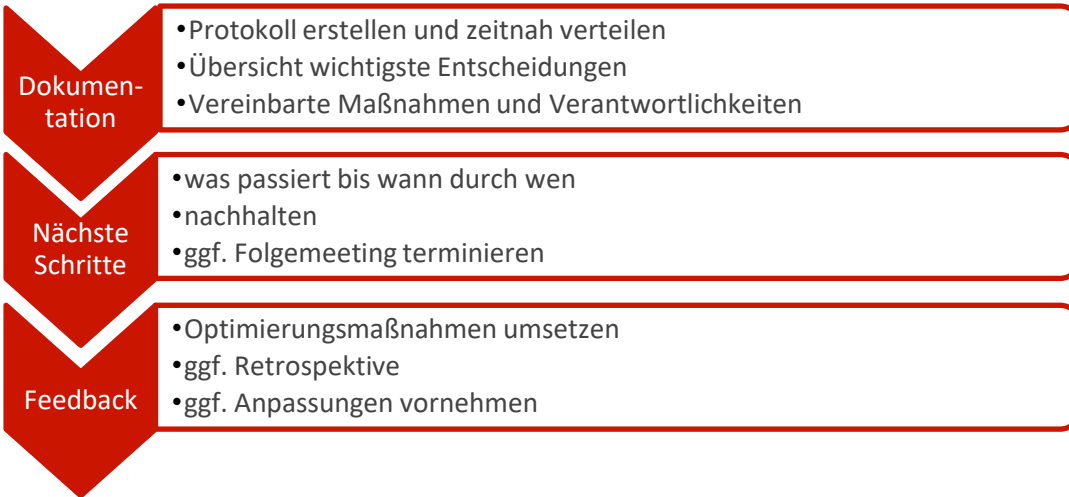 Dokumen-
tation
•Protokoll erstellen und zeitnah verteilen
•Übersicht wichtigste Entscheidungen
•Vereinbarte Maßnahmen und Verantwortlichkeiten
Nächste
Schritte
•was passiert bis wann durch wen
•nachhalten
•ggf. Folgemeeting terminieren
Feedback
•Optimierungsmaßnahmen umsetzen
•ggf. Retrospektive
•ggf. Anpassungen vornehmen